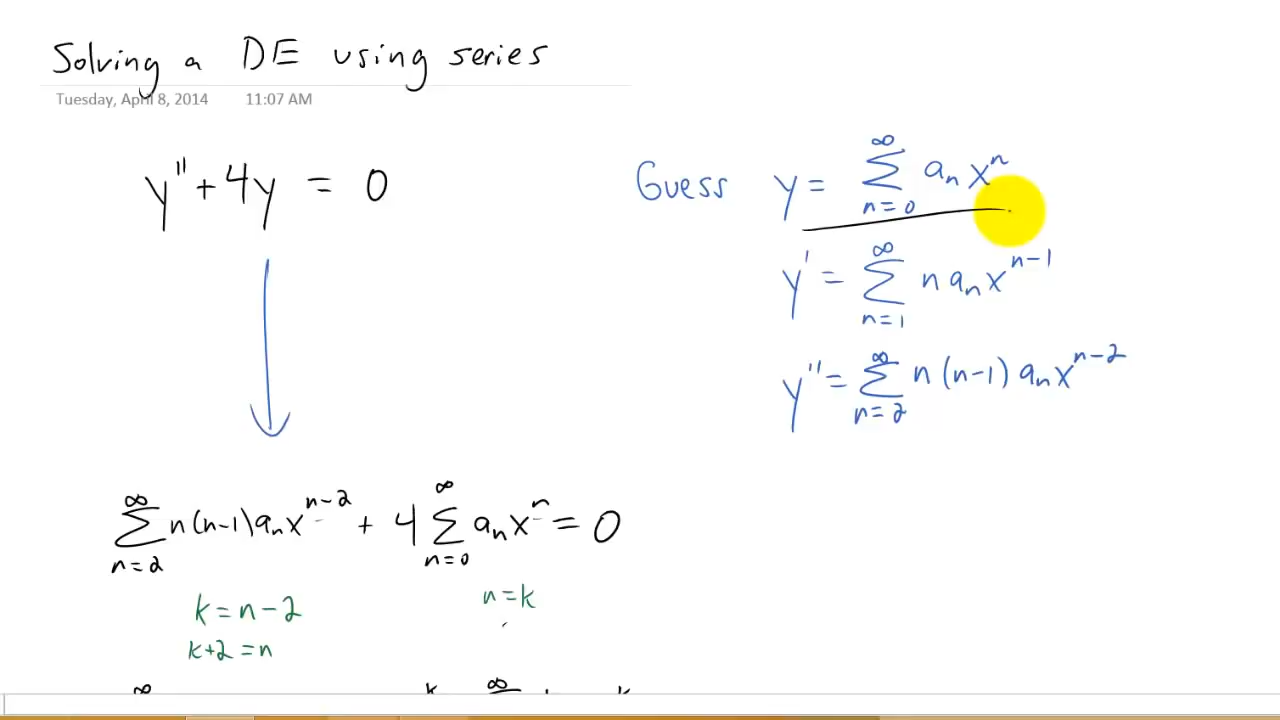 Solving a DE using series
Tuesday, April 8, 2014 11:07 AM
y'' + 4y = 0
Guess y = ∑_{n=0}^{∞} a_n x^n
y' = ∑_{n=1}^{∞} n a_n x^{n-1}
y'' = ∑_{n=2}^{∞} n(n-1) a_n x^{n-2}
∑_{n=2}^{∞} n(n-1) a_n x^{n-2} + 4 ∑_{n=0}^{∞} a_n x^n = 0
k = n-2
n = k
k+2 = n